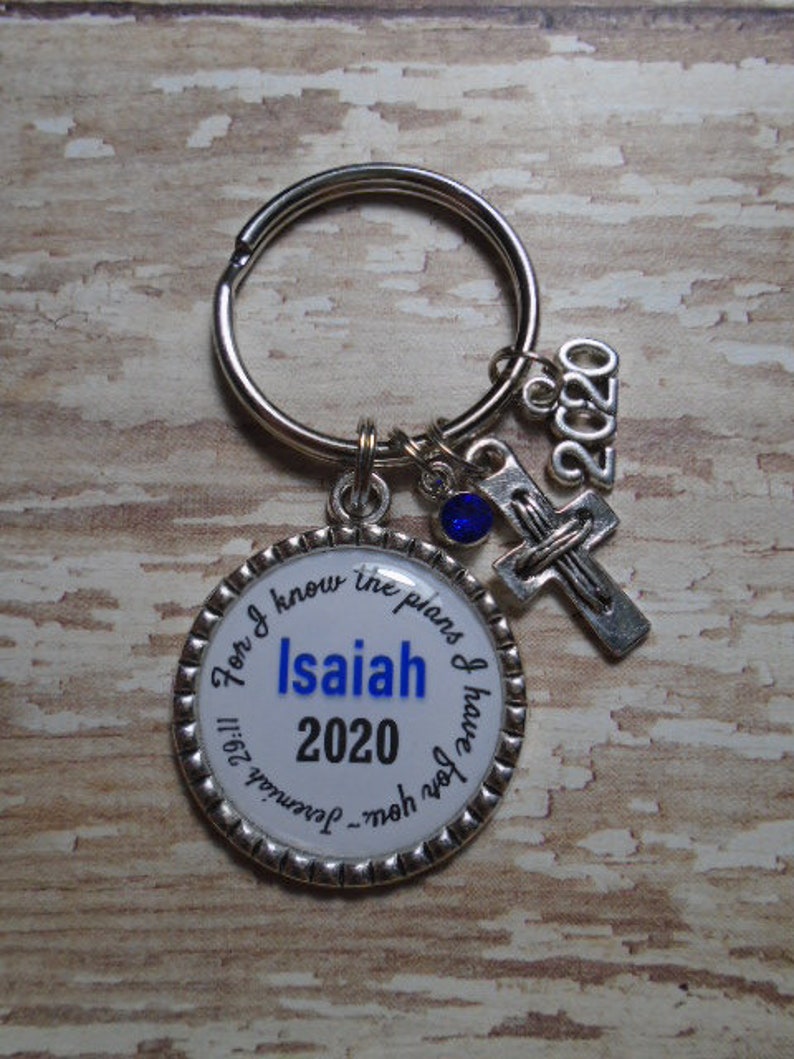 For I know the plans I have for you.~Jeremiah 29:11
Isaiah
2020
2020